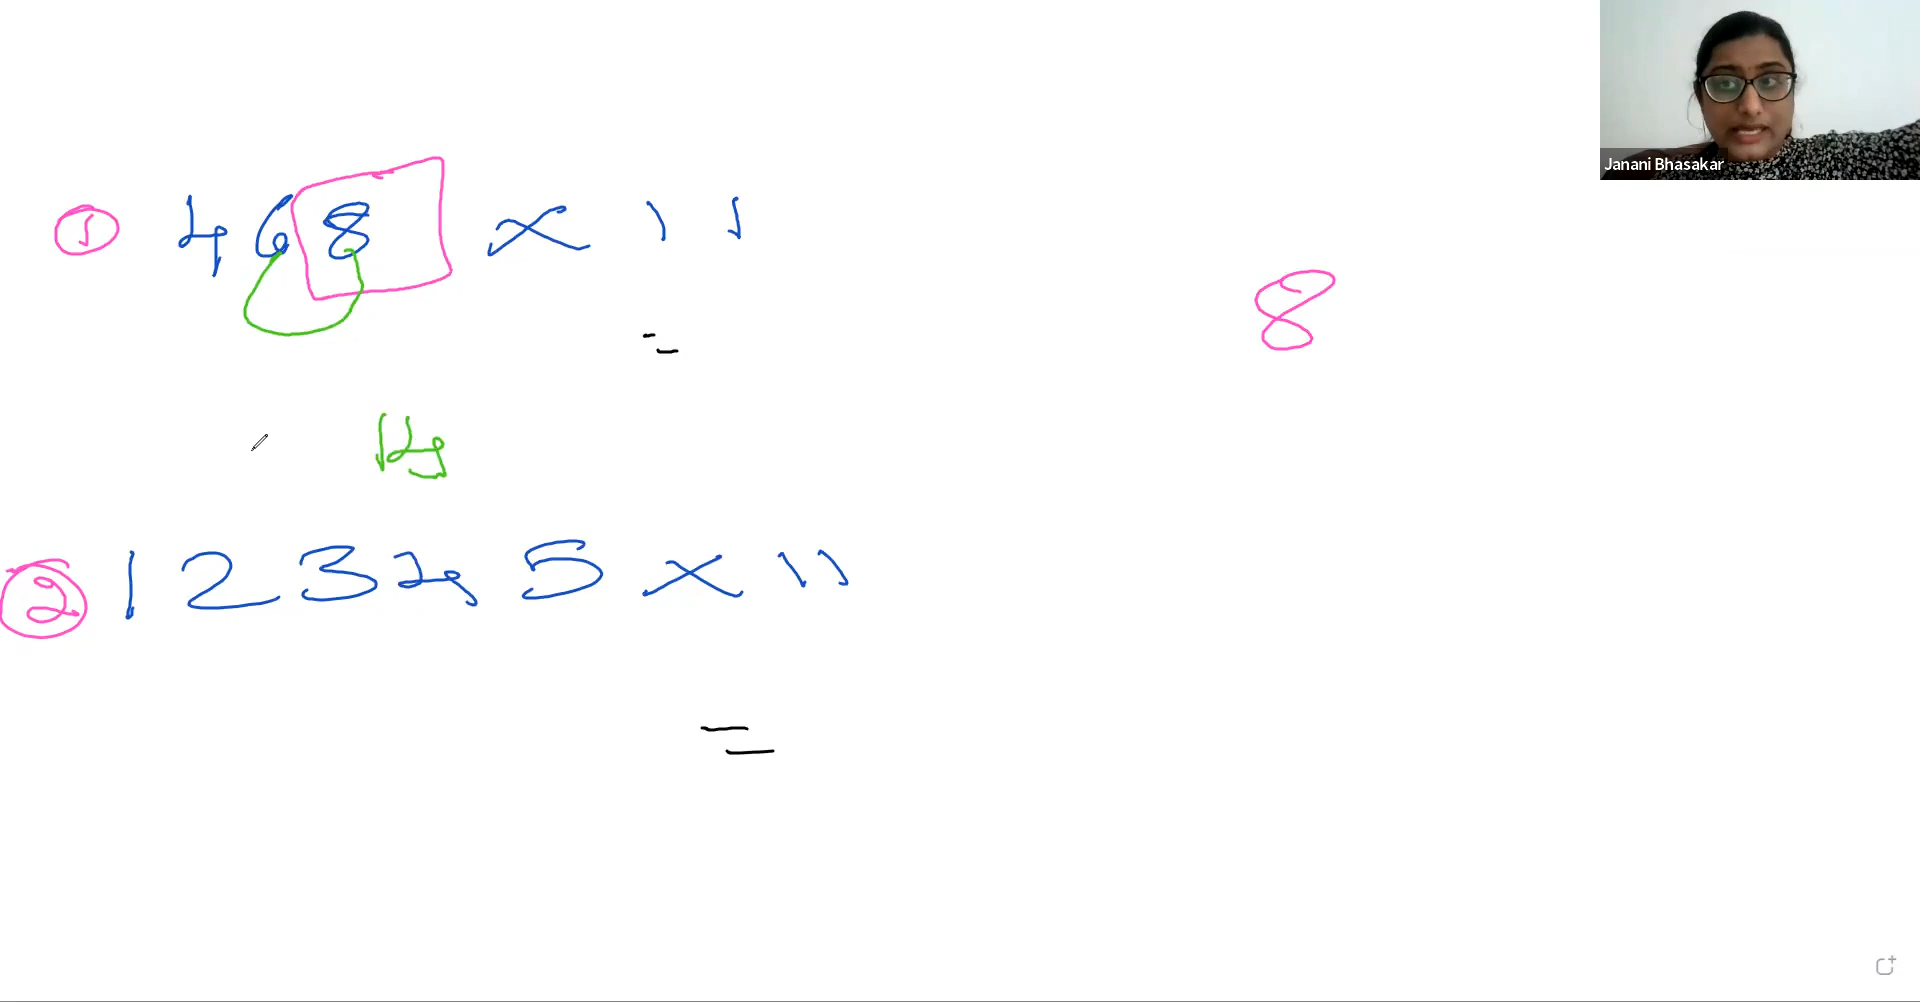 Janani Bhasakar
① 468 × 11
8
=
14
② 12345 × 11
=